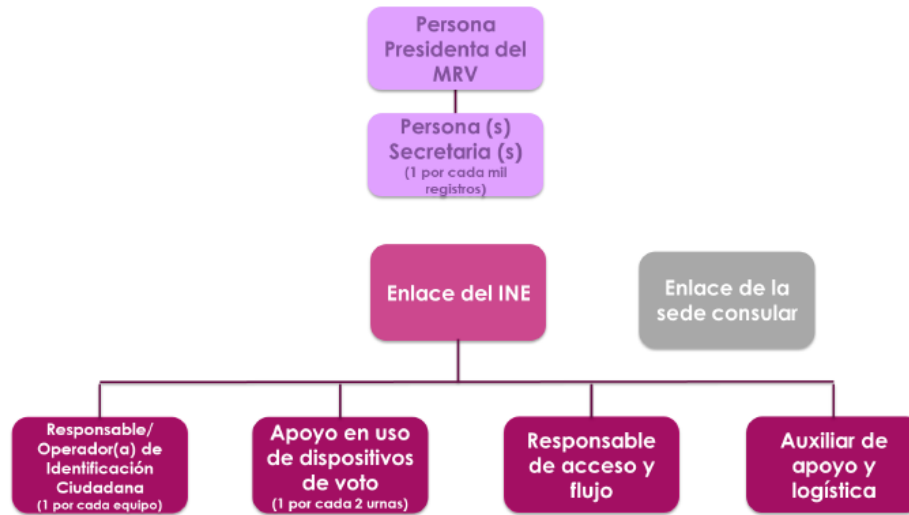 Persona
Presidenta del
MRV
Persona (s)
Secretaria (s)
(1 por cada mil
registros)
Enlace del INE
Enlace de la
sede consular
Responsable/
Operador(a) de
Identificación
Ciudadana
(1 por cada equipo)
Apoyo en uso
de dispositivos
de voto
(1 por cada 2 urnas)
Responsable
de acceso y
flujo
Auxiliar de
apoyo y
logística